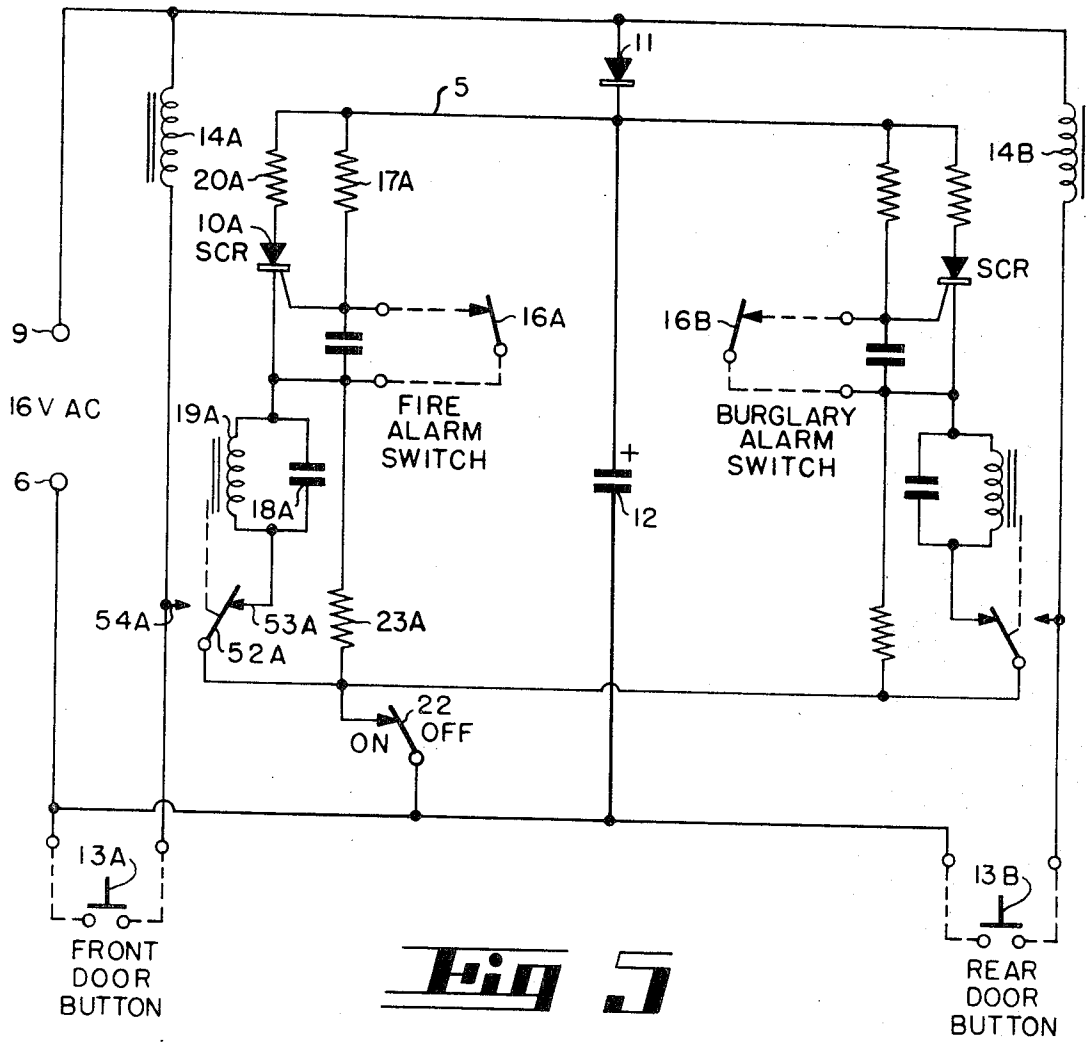 11
5
14A
20A
17A
14B
10A
SCR
SCR
16A
16B
9
16V AC
FIRE
ALARM
SWITCH
BURGLARY
ALARM
SWITCH
19A
6
18A
+
12
54A
53A
52A
23A
22
ON
OFF
13A
13B
FRONT
DOOR
BUTTON
REAR
DOOR
BUTTON
Fig 5